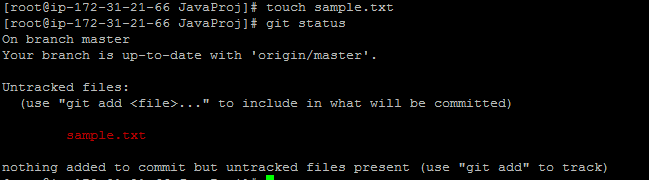 [root@ip-172-31-21-66 JavaProj]# touch sample.txt
[root@ip-172-31-21-66 JavaProj]# git status
On branch master
Your branch is up-to-date with 'origin/master'.
Untracked files:
(use "git add <file>..." to include in what will be committed)
sample.txt
nothing added to commit but untracked files present (use "git add" to track)